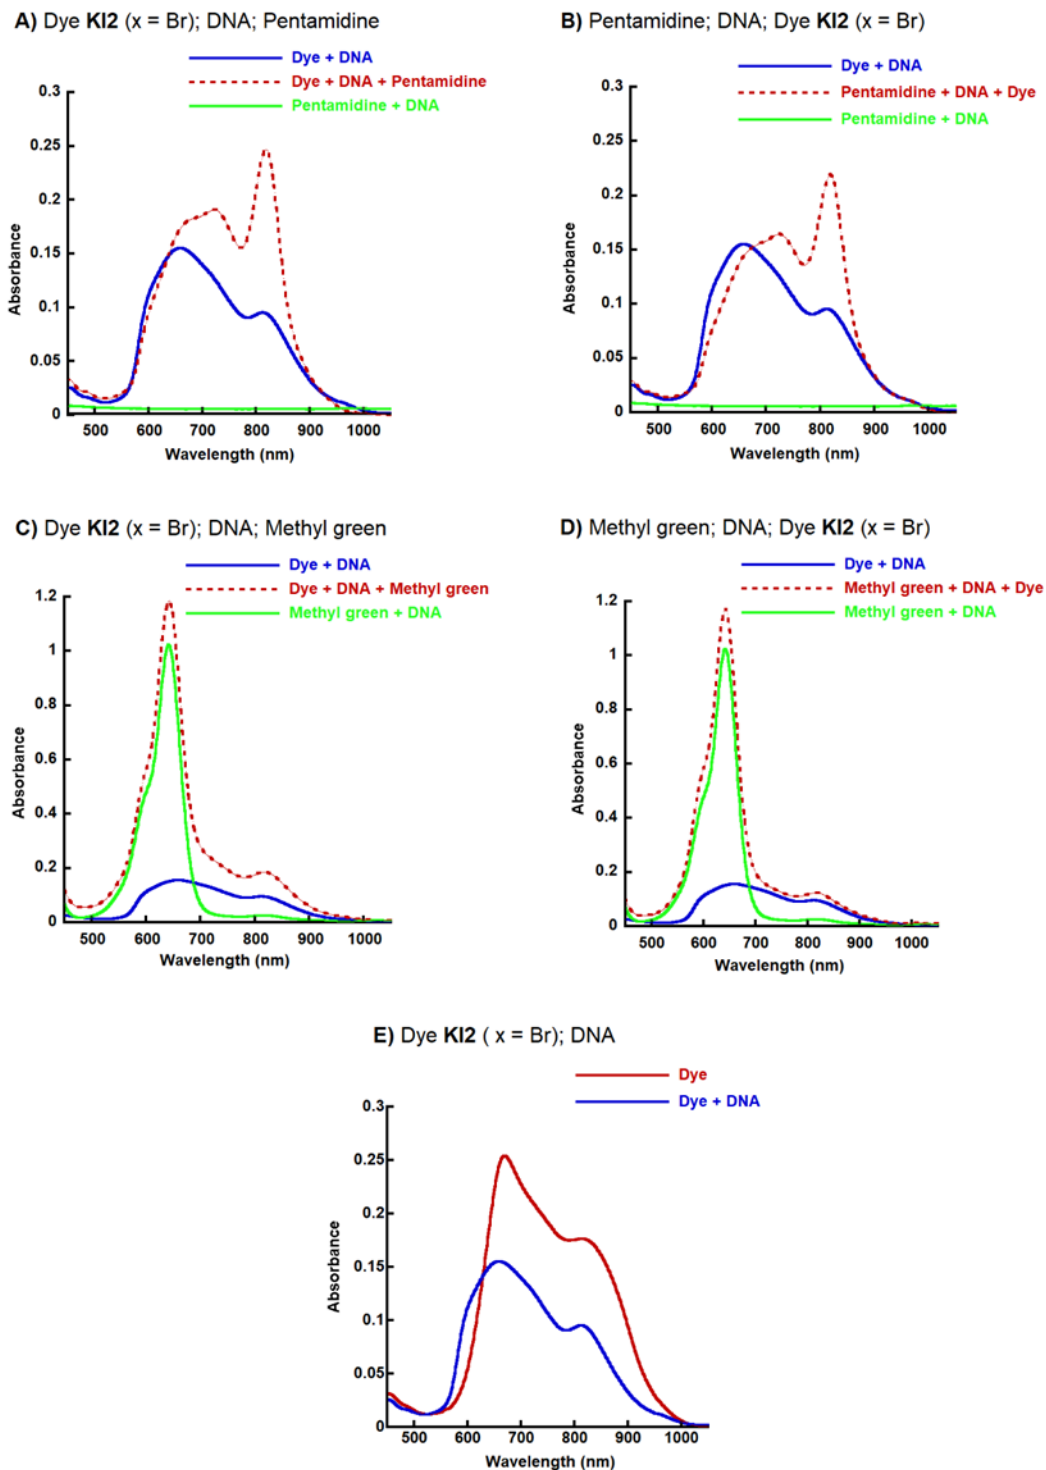 A) Dye KI2 (x = Br); DNA; Pentamidine
Dye + DNA
Dye + DNA + Pentamidine
Pentamidine + DNA
0.3
0.25
0.2
0.15
0.1
0.05
0
Absorbance
500 600 700 800 900 1000
Wavelength (nm)
B) Pentamidine; DNA; Dye KI2 (x = Br)
Dye + DNA
Pentamidine + DNA + Dye
Pentamidine + DNA
0.3
0.25
0.2
0.15
0.1
0.05
0
Absorbance
500 600 700 800 900 1000
Wavelength (nm)
C) Dye KI2 (x = Br); DNA; Methyl green
Dye + DNA
Dye + DNA + Methyl green
Methyl green + DNA
1.2
1
0.8
0.6
0.4
0.2
0
Absorbance
500 600 700 800 900 1000
Wavelength (nm)
D) Methyl green; DNA; Dye KI2 (x = Br)
Dye + DNA
Methyl green + DNA + Dye
Methyl green + DNA
1.2
1
0.8
0.6
0.4
0.2
0
Absorbance
500 600 700 800 900 1000
Wavelength (nm)
E) Dye KI2 ( x = Br); DNA
Dye
Dye + DNA
0.3
0.25
0.2
0.15
0.1
0.05
0
Absorbance
500 600 700 800 900 1000
Wavelength (nm)